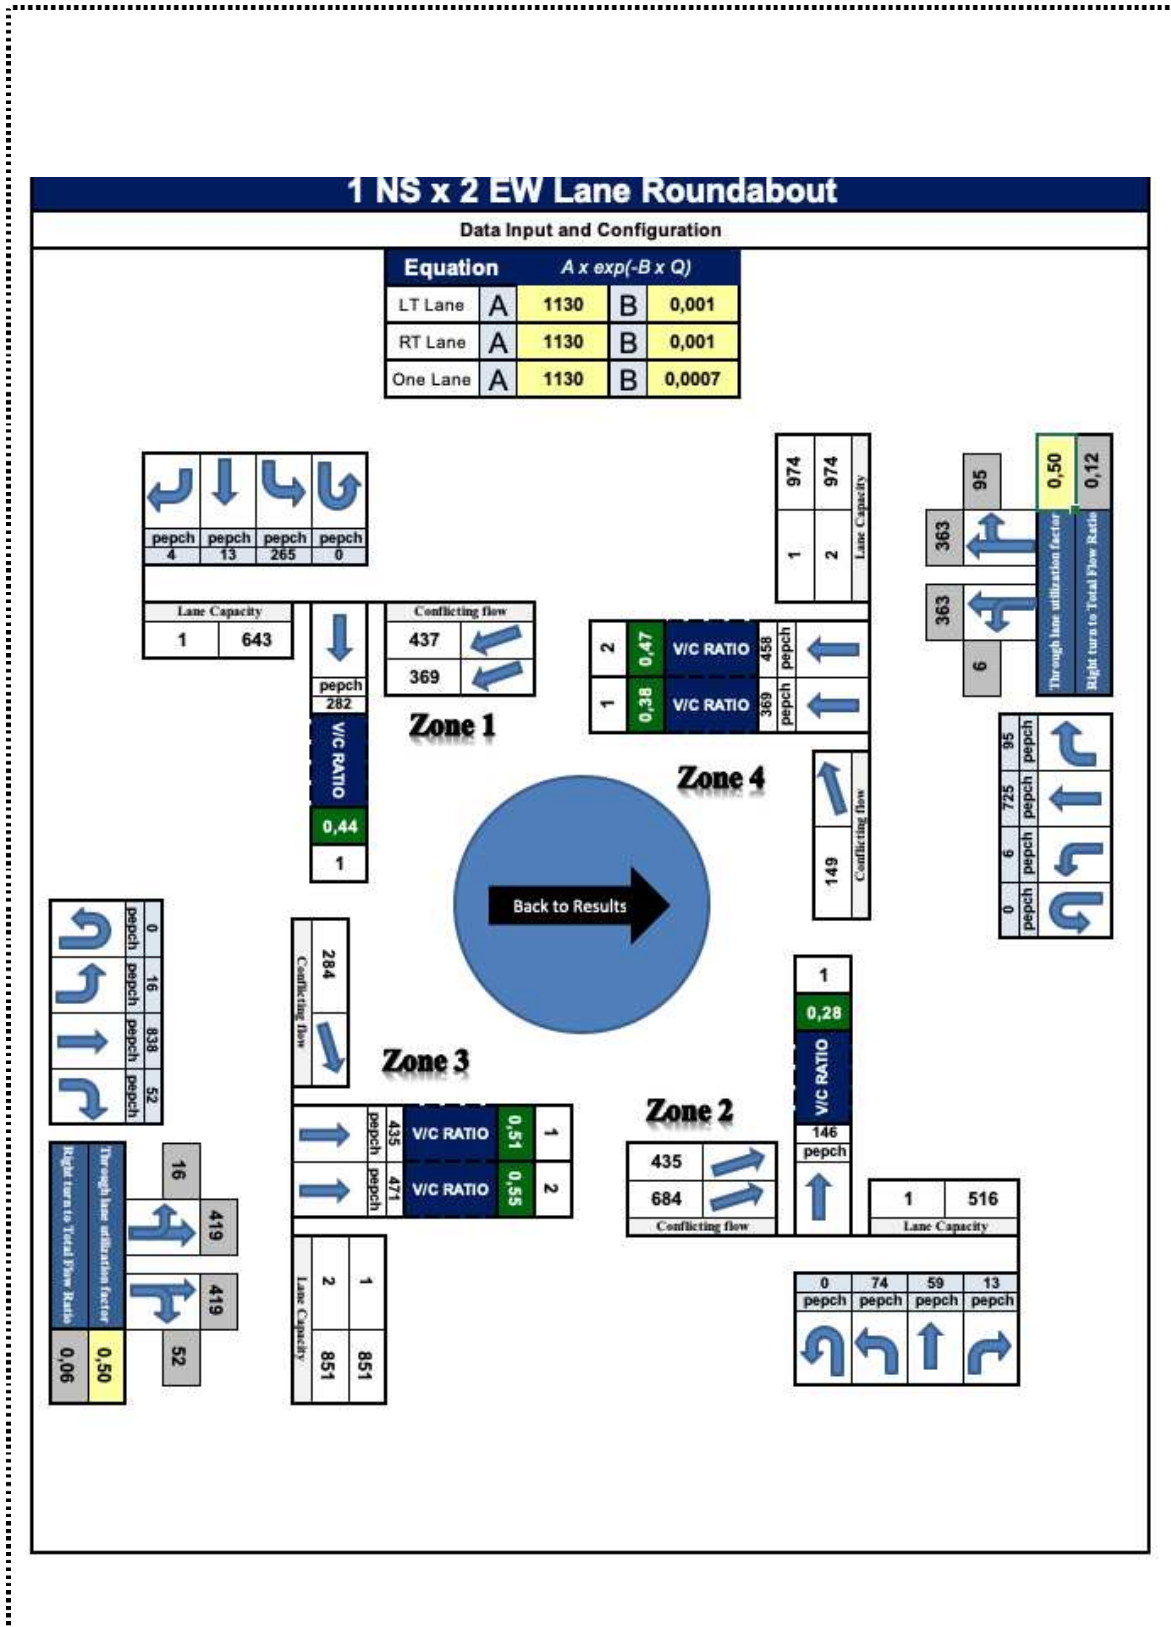 1 NS x 2 EW Lane Roundabout
Data Input and Configuration
Equation A x exp(-B x Q)
LT Lane A 1130 B 0,001
RT Lane A 1130 B 0,001
One Lane A 1130 B 0,0007
pepch pepch pepch pepch
4 13 265 0
Lane Capacity
1 643
pepch
282
V/C RATIO
0,44
1
Conflicting flow
437
369
Zone 1
974 974
1 2
Lane Capacity
2 0,47 V/C RATIO 458 pepch
1 0,38 V/C RATIO 369 pepch
Zone 4
149
Conflicting flow
95
363
363
6
0,50 Through lane utilization factor
0,12 Right turn to Total Flow Ratio
95 pepch
725 pepch
6 pepch
0 pepch
Back to Results
0 pepch
16 pepch
838 pepch
52 pepch
284
Conflicting flow
Zone 3
pepch 435 V/C RATIO 0,51 1
pepch 471 V/C RATIO 0,55 2
16
419
419
52
Through lane utilization factor 0,50
Right turn to Total Flow Ratio 0,06
Lane Capacity
2 851
1 851
Zone 2
435
684
Conflicting flow
1
0,28
V/C RATIO
146
pepch
1 516
Lane Capacity
0 74 59 13
pepch pepch pepch pepch